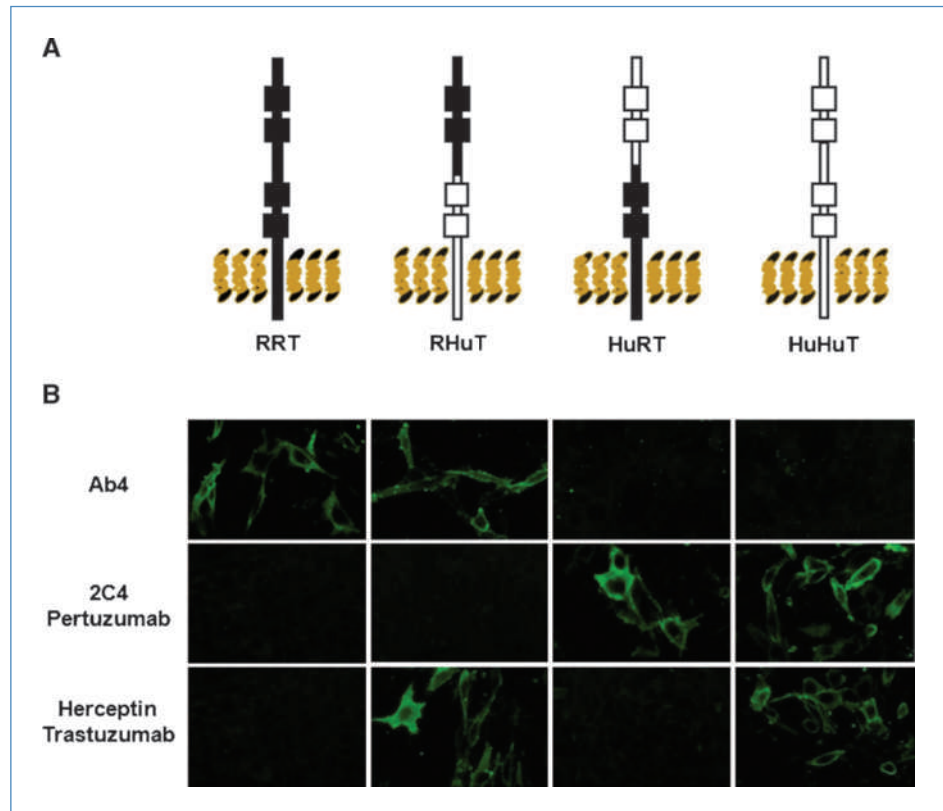 A
RRT
RHuT
HuRT
HuHuT
B
Ab4
2C4
Pertuzumab
Herceptin
Trastuzumab